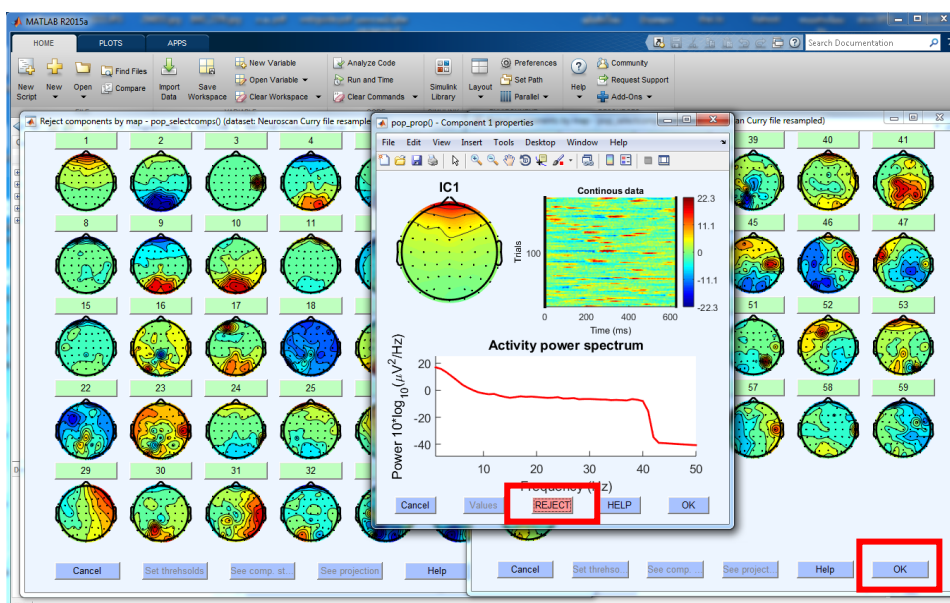 MATLAB R2015a
HOME PLOTS APPS
Search Documentation
New Script
New
Open
Find Files
Compare
Import Data
Save Workspace
New Variable
Open Variable
Clear Workspace
Analyze Code
Run and Time
Clear Commands
Simulink Library
Layout
Preferences
Set Path
Parallel
Help
Community
Request Support
Add-Ons
Reject components by map - pop_selectcomps() (dataset: Neuroscan Curry file resample
an Curry file resampled)
1 2 3 4
8 9 10 11
15 16 17 18
22 23 24 25
29 30 31 32
Cancel Set threhsolds See comp. st... See projection Help
pop_prop() - Component 1 properties
File Edit View Insert Tools Desktop Window Help
IC1
Continous data
Trials
100
22.3
11.1
0
-11.1
-22.3
0 200 400 600
Time (ms)
Activity power spectrum
Power 10*log10(μV2/Hz)
20
0
-20
-40
10 20 30 40 50
Frequency (Hz)
Cancel Values REJECT HELP OK
39 40 41
45 46 47
51 52 53
57 58 59
Cancel Set threhso... See comp. ... See project... Help OK